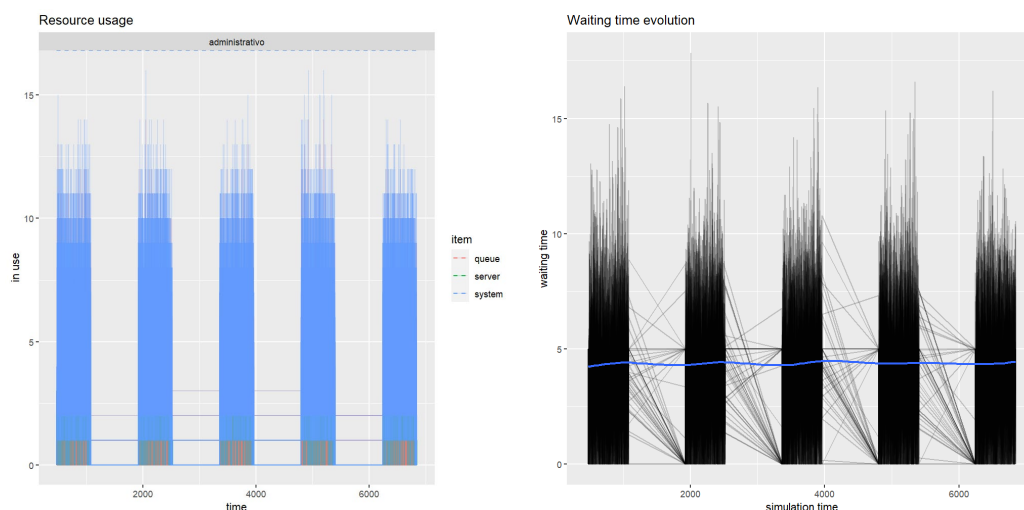 Resource usage
administrativo
15
10
5
0
in use
2000 4000 6000
time
item
queue
server
system
Waiting time evolution
15
10
5
0
waiting time
2000 4000 6000
simulation time